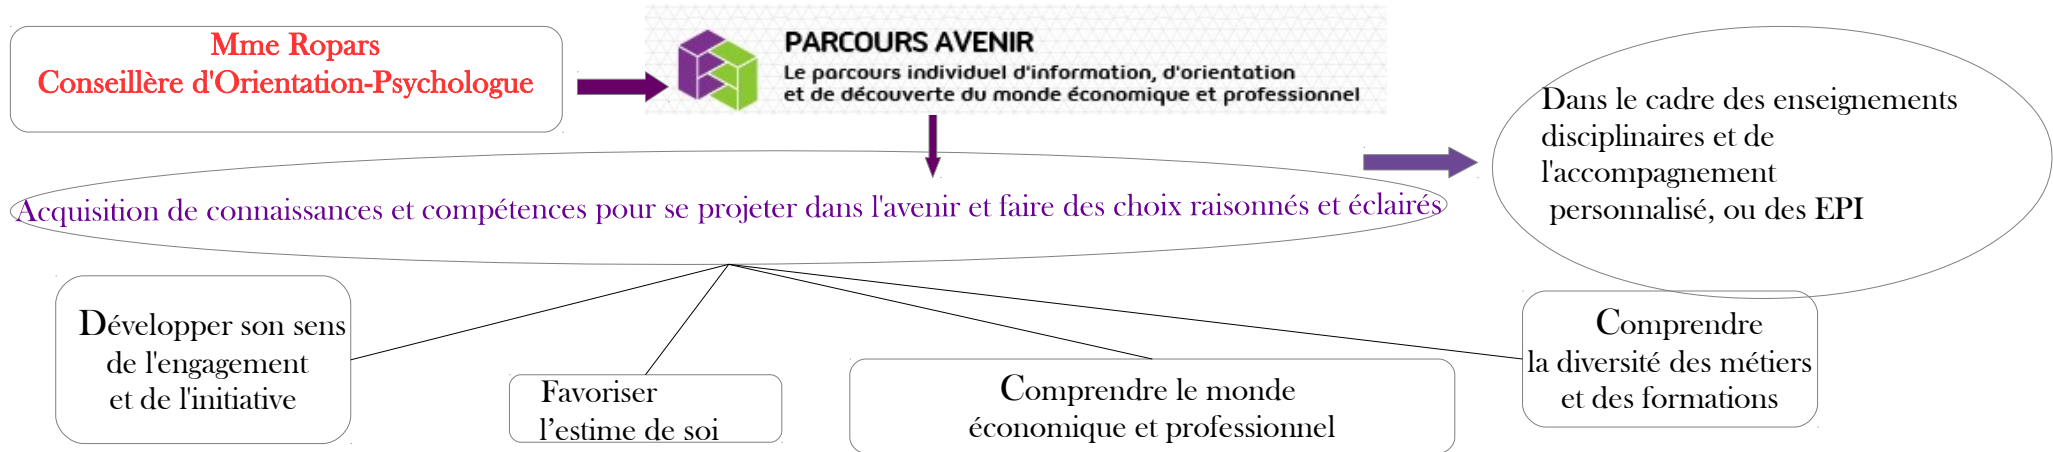 Mme Ropars
Conseillère d'Orientation-Psychologue
PARCOURS AVENIR
Le parcours individuel d'information, d'orientation
et de découverte du monde économique et professionnel
Dans le cadre des enseignements
disciplinaires et de
l'accompagnement
personnalisé, ou des EPI
Acquisition de connaissances et compétences pour se projeter dans l'avenir et faire des choix raisonnés et éclairés
Développer son sens
de l'engagement
et de l'initiative
Favoriser
l’estime de soi
Comprendre le monde
économique et professionnel
Comprendre
la diversité des métiers
et des formations